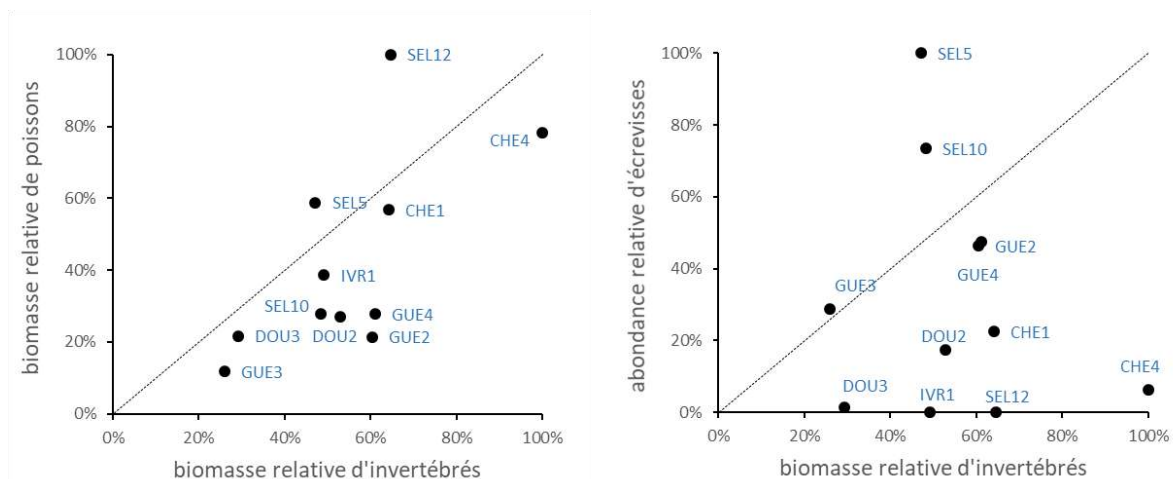 biomasse relative de poissons
100%
80%
60%
40%
20%
0%
SEL12
CHE4
SEL5
CHE1
IVR1
SEL10
GUE4
DOU3
DOU2
GUE2
GUE3
0%
20%
40%
60%
80%
100%
biomasse relative d'invertébrés
abondance relative d'écrevisses
100%
80%
60%
40%
20%
0%
SEL5
SEL10
GUE2
GUE4
GUE3
CHE1
DOU2
CHE4
DOU3
IVR1
SEL12
0%
20%
40%
60%
80%
100%
biomasse relative d'invertébrés